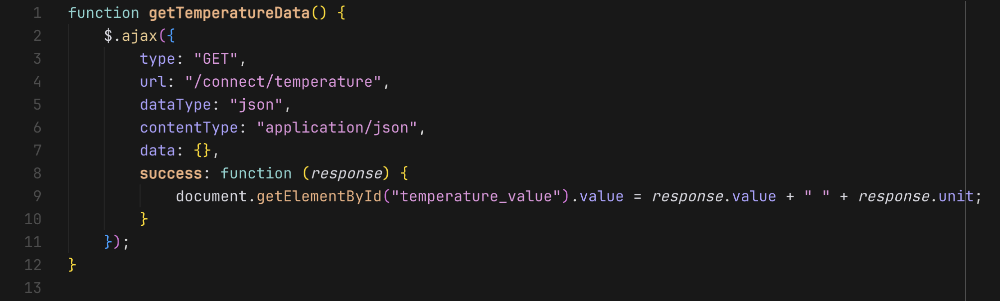 1 function getTemperatureData() {
2     $.ajax({
3         type: "GET",
4         url: "/connect/temperature",
5         dataType: "json",
6         contentType: "application/json",
7         data: {},
8         success: function (response) {
9             document.getElementById("temperature_value").value = response.value + " " + response.unit;
10         }
11     });
12 }
13